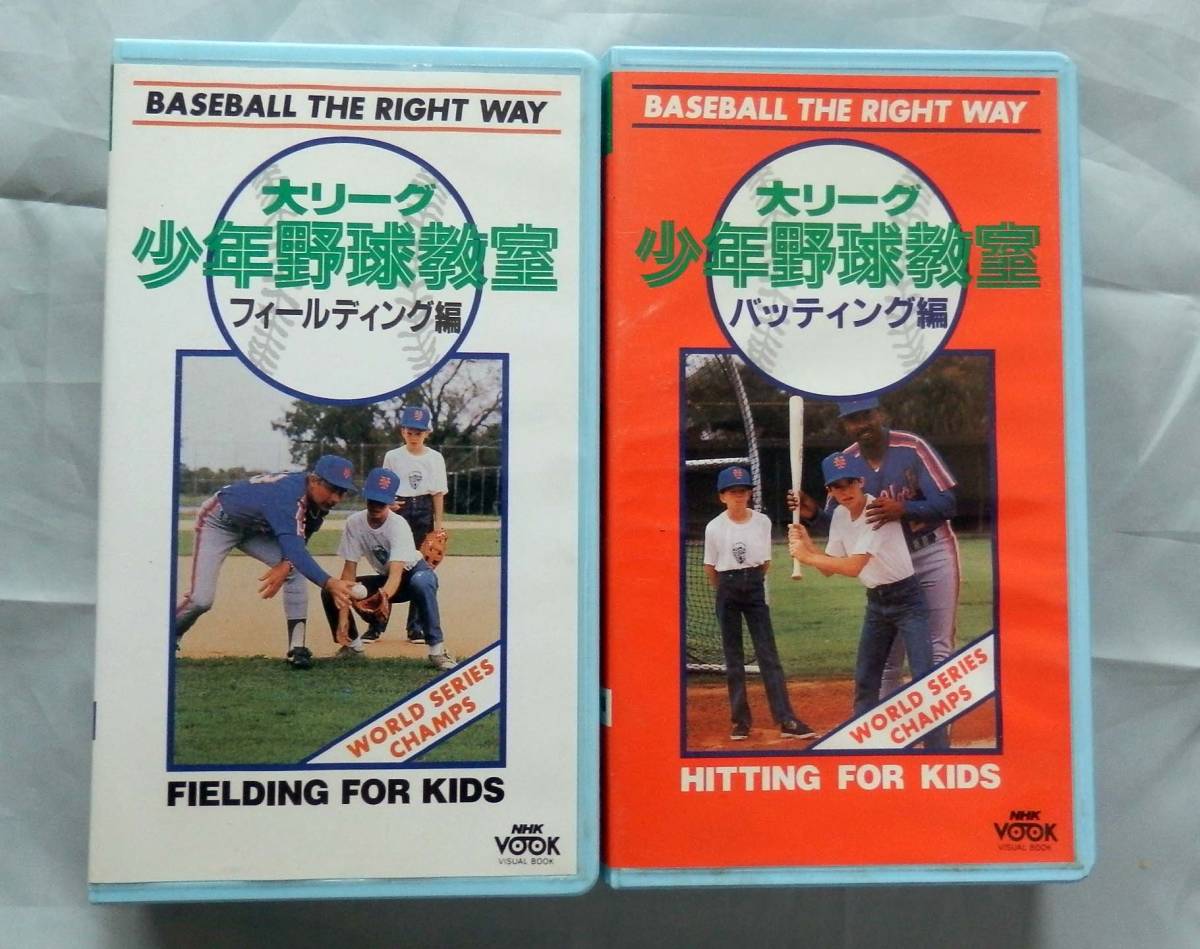 BASEBALL THE RIGHT WAY
大リーグ
少年野球教室
フィールディング編
WORLD SERIES
CHAMPS
FIELDING FOR KIDS
NHK
VOOK
VISUAL BOOK
BASEBALL THE RIGHT WAY
大リーグ
少年野球教室
バッティング編
WORLD SERIES
CHAMPS
HITTING FOR KIDS
NHK
VOOK
VISUAL BOOK